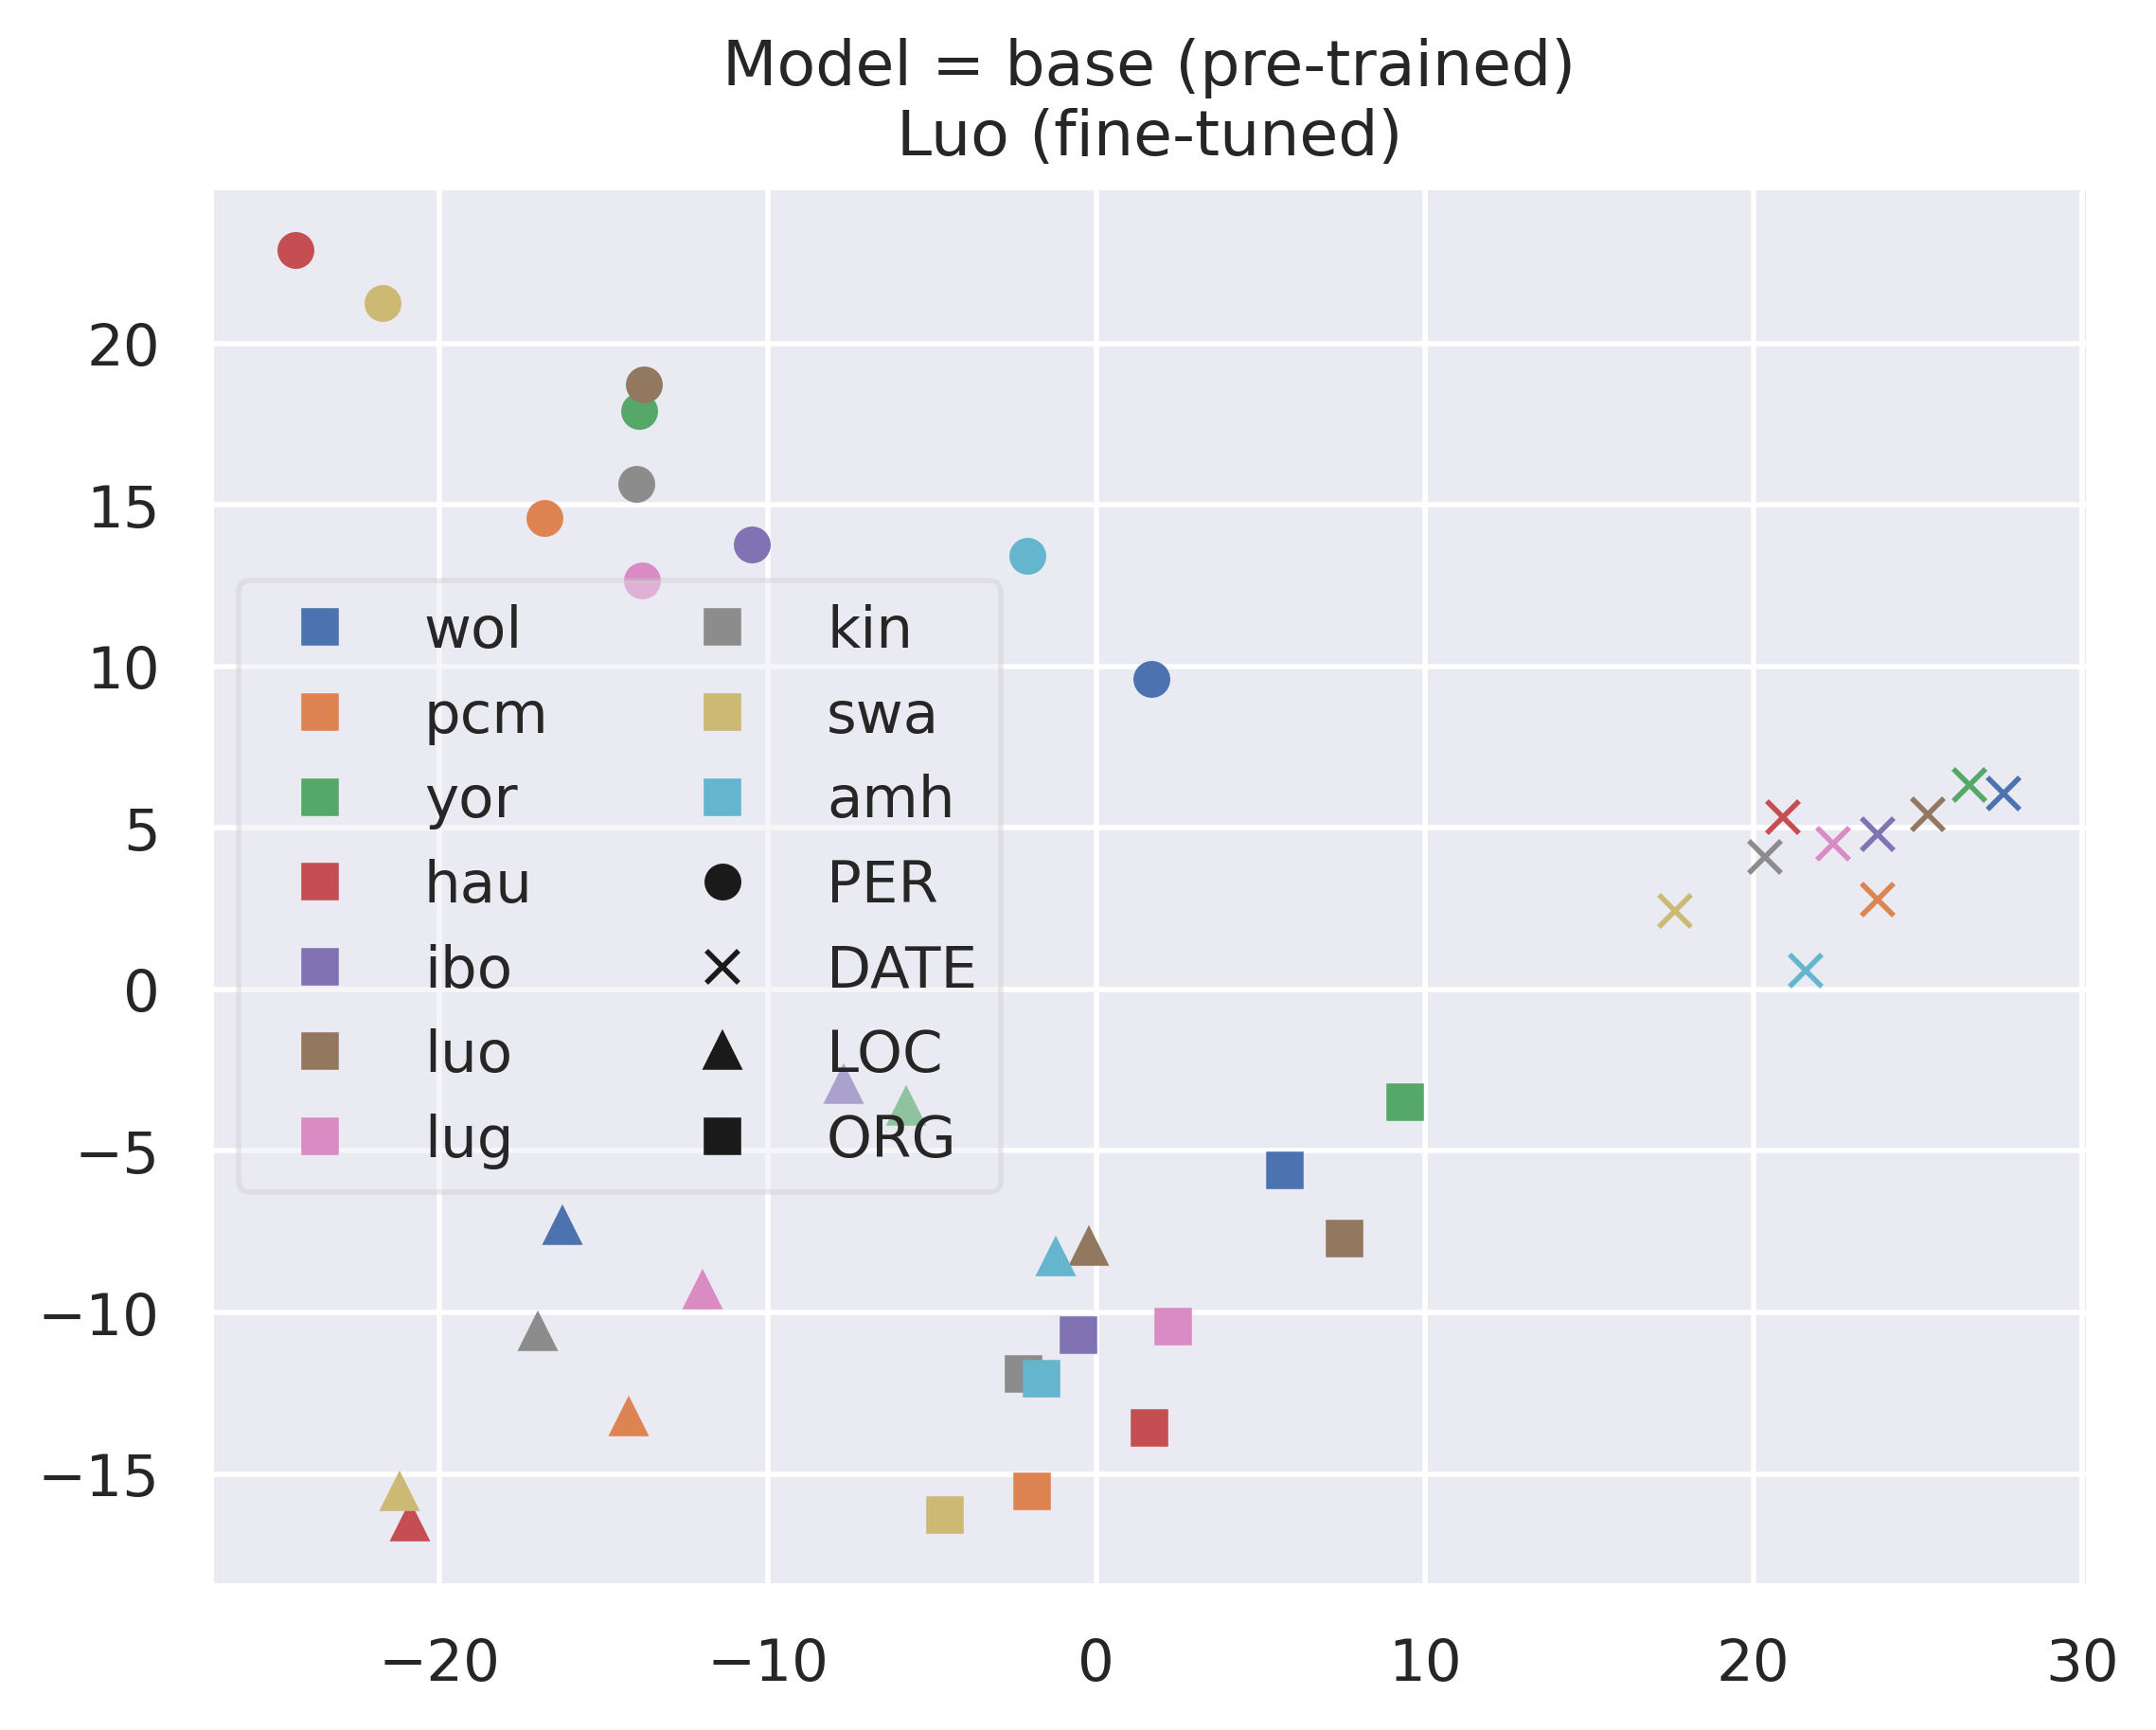 Model = base (pre-trained)
Luo (fine-tuned)
20
15
10
5
0
−5
−10
−15
wol
pcm
yor
hau
ibo
luo
lug
kin
swa
amh
PER
DATE
LOC
ORG
−20
−10
0
10
20
30